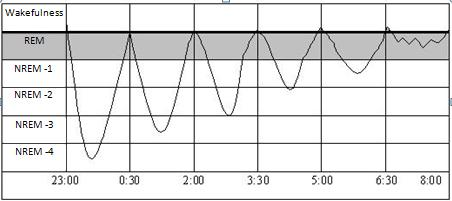 Wakefulness
REM
NREM -1
NREM -2
NREM -3
NREM -4
23:00 0:30 2:00 3:30 5:00 6:30 8:00